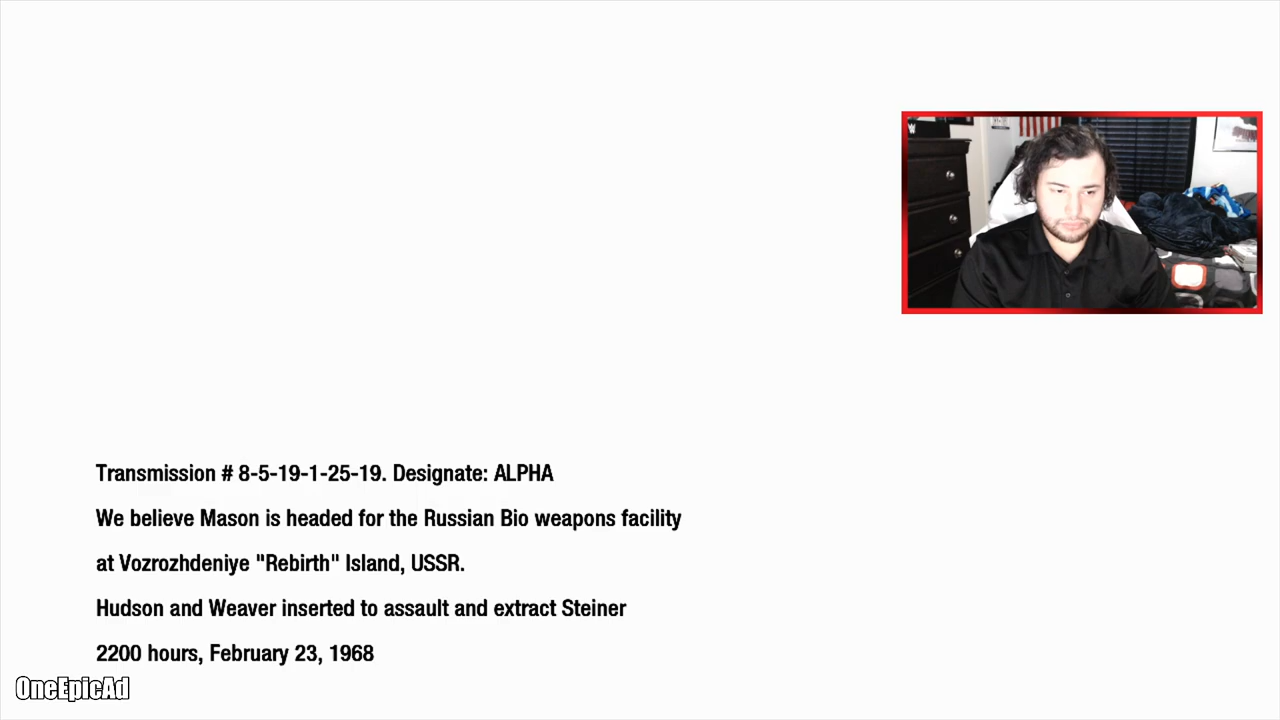 Transmission # 8-5-19-1-25-19. Designate: ALPHA
We believe Mason is headed for the Russian Bio weapons facility
at Vozrozhdeniye "Rebirth" Island, USSR.
Hudson and Weaver inserted to assault and extract Steiner
2200 hours, February 23, 1968
OneEpicAd